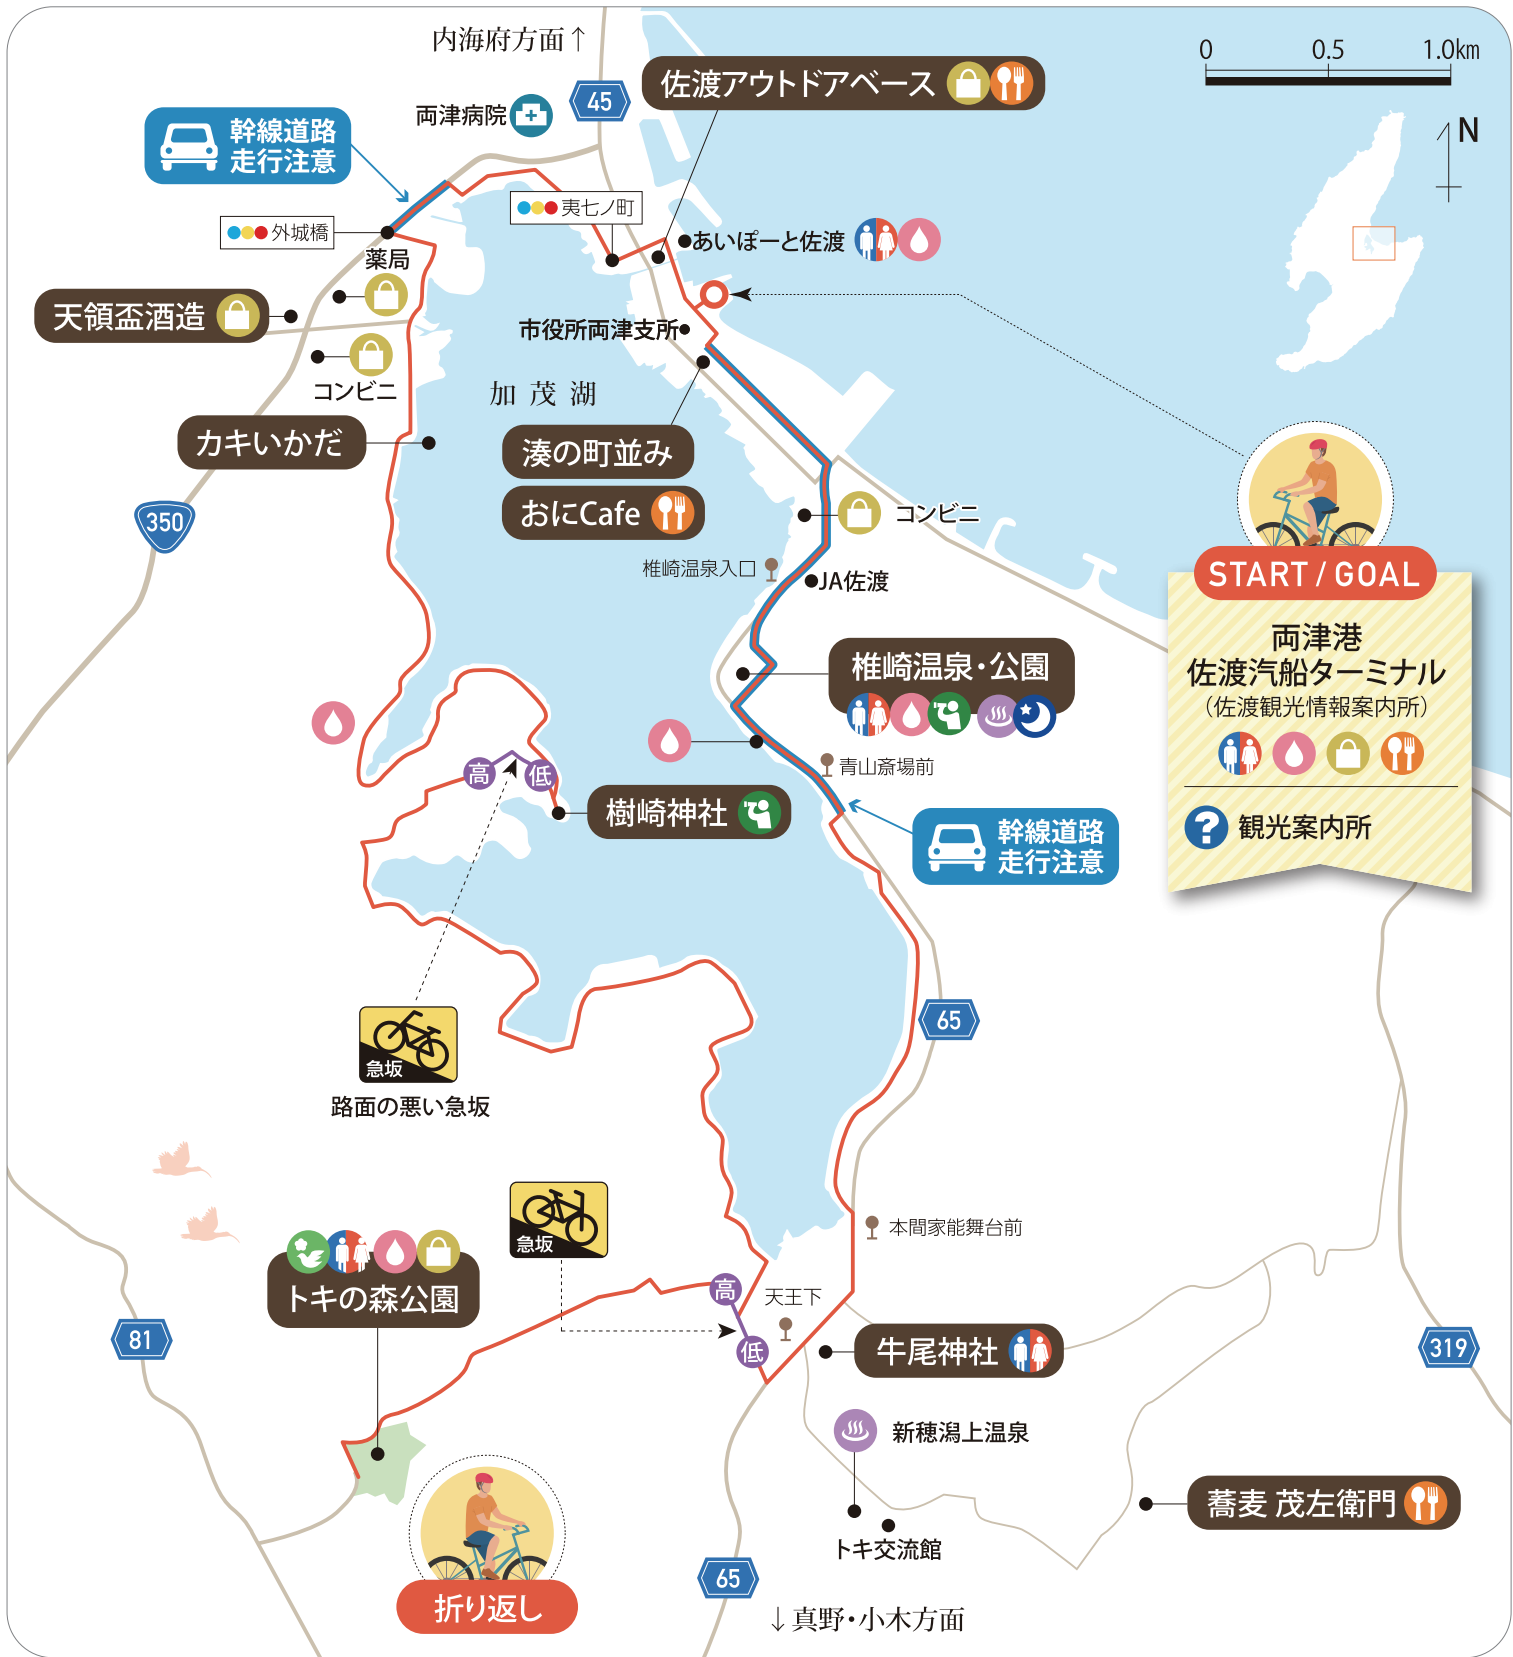 内海府方面↑
0 0.5 1.0km
N
45
佐渡アウトドアベース
両津病院
幹線道路
走行注意
夷七ノ町
外城橋
あいぽーと佐渡
薬局
天領盃酒造
市役所両津支所
コンビニ
加茂湖
カキいかだ
湊の町並み
おにCafe
350
コンビニ
椎崎温泉入口
JA佐渡
START / GOAL
両津港
佐渡汽船ターミナル
（佐渡観光情報案内所）
観光案内所
椎崎温泉・公園
青山斎場前
高
低
樹崎神社
幹線道路
走行注意
65
急坂
路面の悪い急坂
急坂
本間家能舞台前
トキの森公園
高
天王下
低
81
牛尾神社
319
新穂潟上温泉
蕎麦 茂左衛門
トキ交流館
折り返し
65
↓真野・小木方面